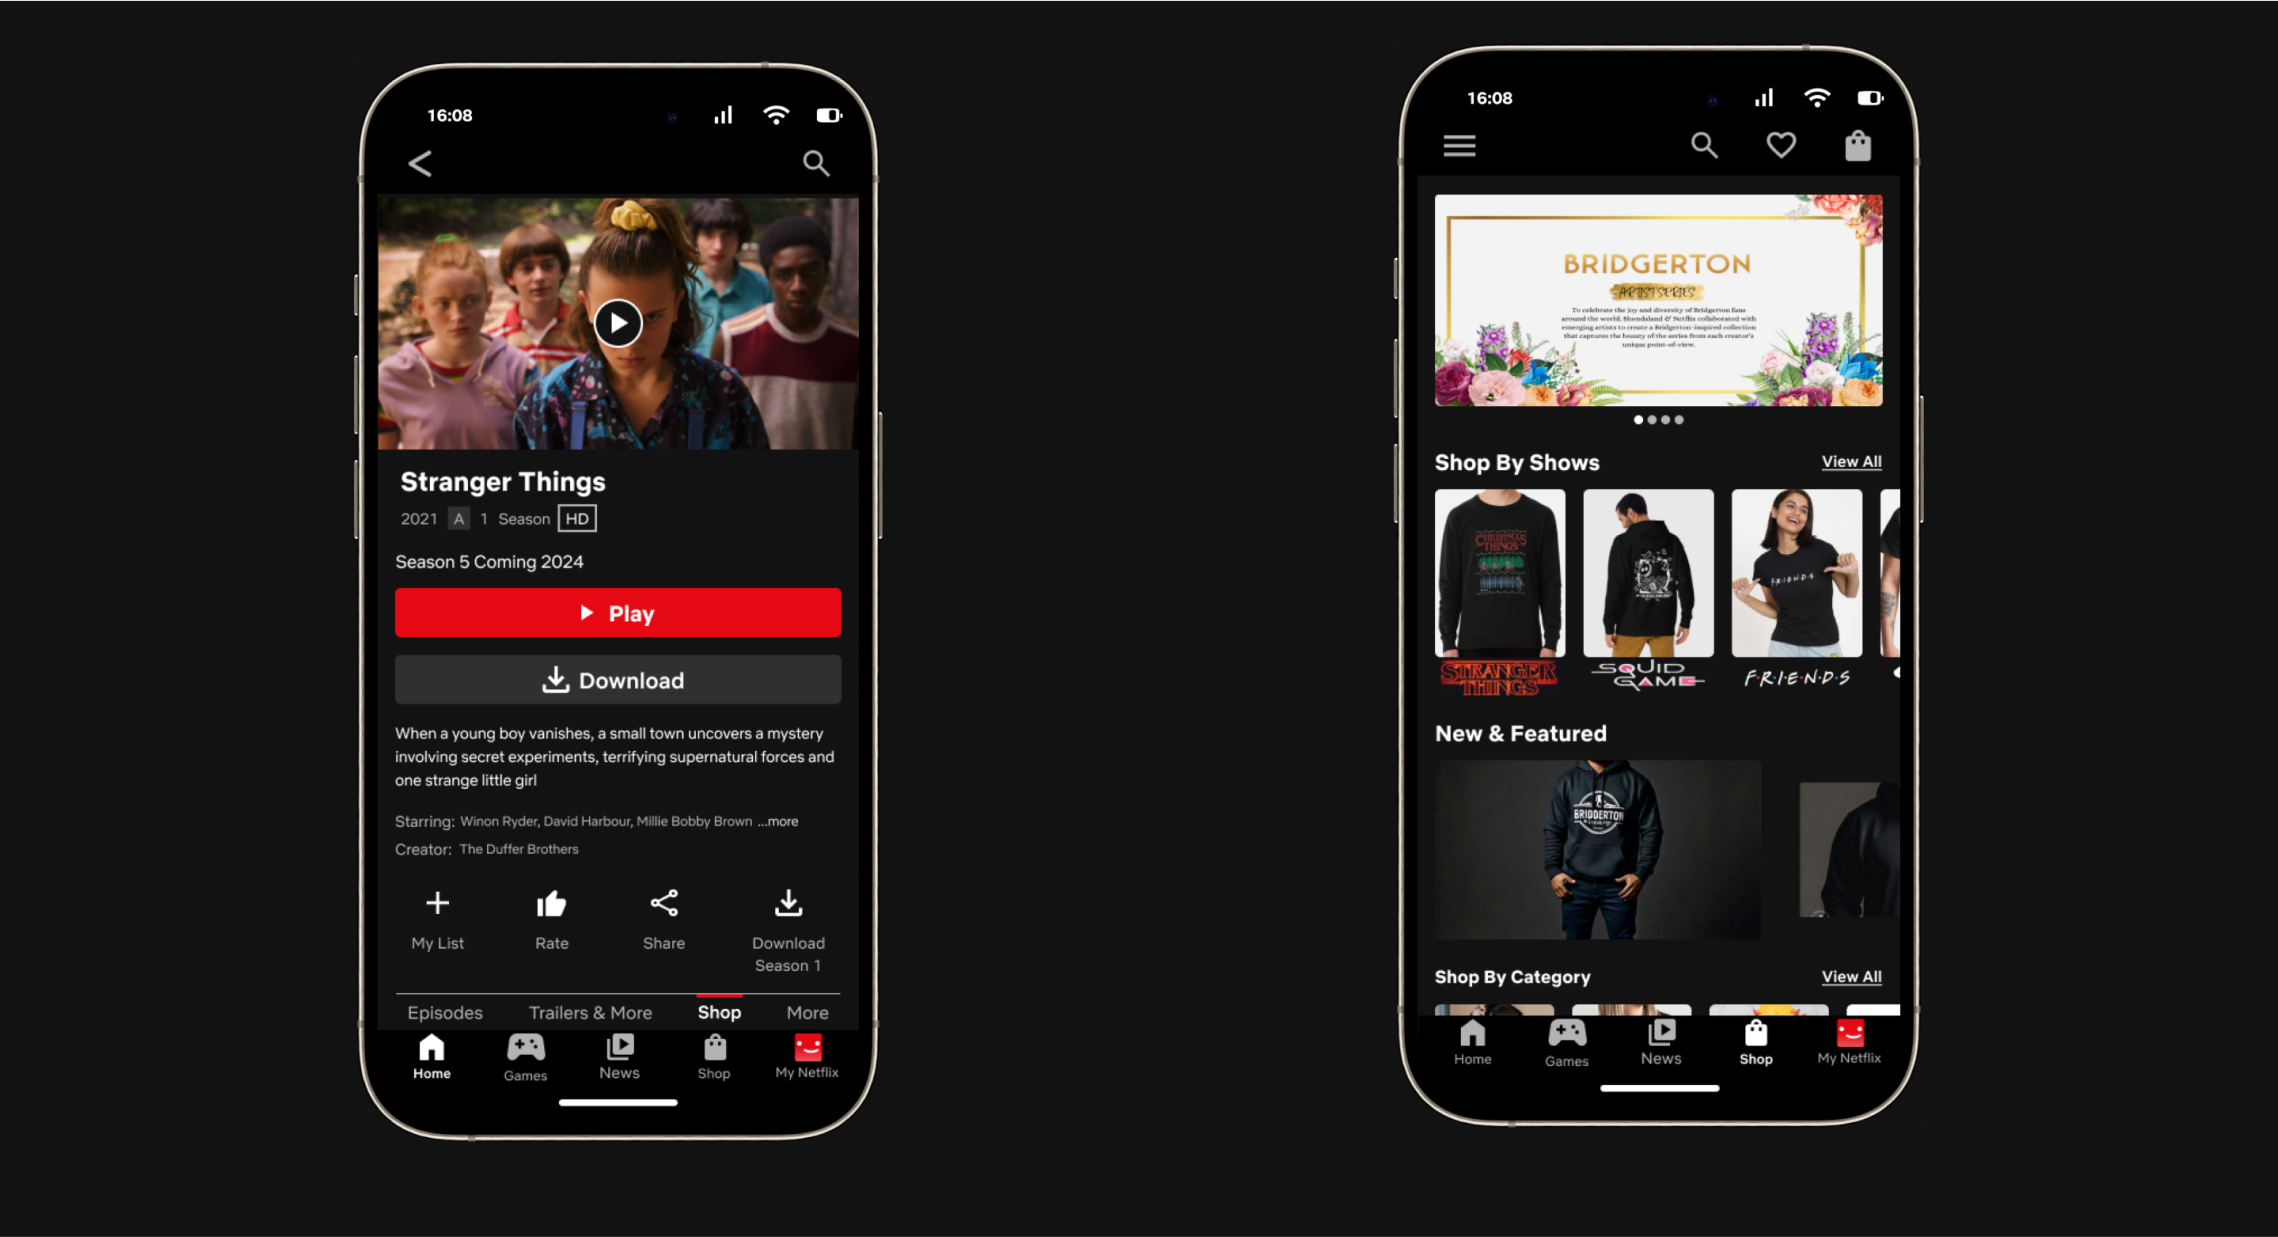 16:08
Stranger Things
2021 A 1 Season HD
Season 5 Coming 2024
Play
Download
When a young boy vanishes, a small town uncovers a mystery
involving secret experiments, terrifying supernatural forces and
one strange little girl
Starring: Winon Ryder, David Harbour, Millie Bobby Brown ...more
Creator: The Duffer Brothers
My List Rate Share Download
Season 1
Episodes Trailers & More Shop More
Home Games News Shop My Netflix
16:08
BRIDGERTON
ARTIST SERIES
To celebrate the joy and diversity of Bridgerton fans
around the world, Shondaland & Netflix collaborated with
emerging artists to create a Bridgerton-inspired collection
that captures the beauty of the series from each creator's
unique point-of-view.
Shop By Shows View All
CHRISTMAS
THINGS
F·R·I·E·N·D·S
STRANGER
THINGS
SQUID
GAME
F·R·I·E·N·D·S
New & Featured
BRIDDERTON
Shop By Category View All
Home Games News Shop My Netflix